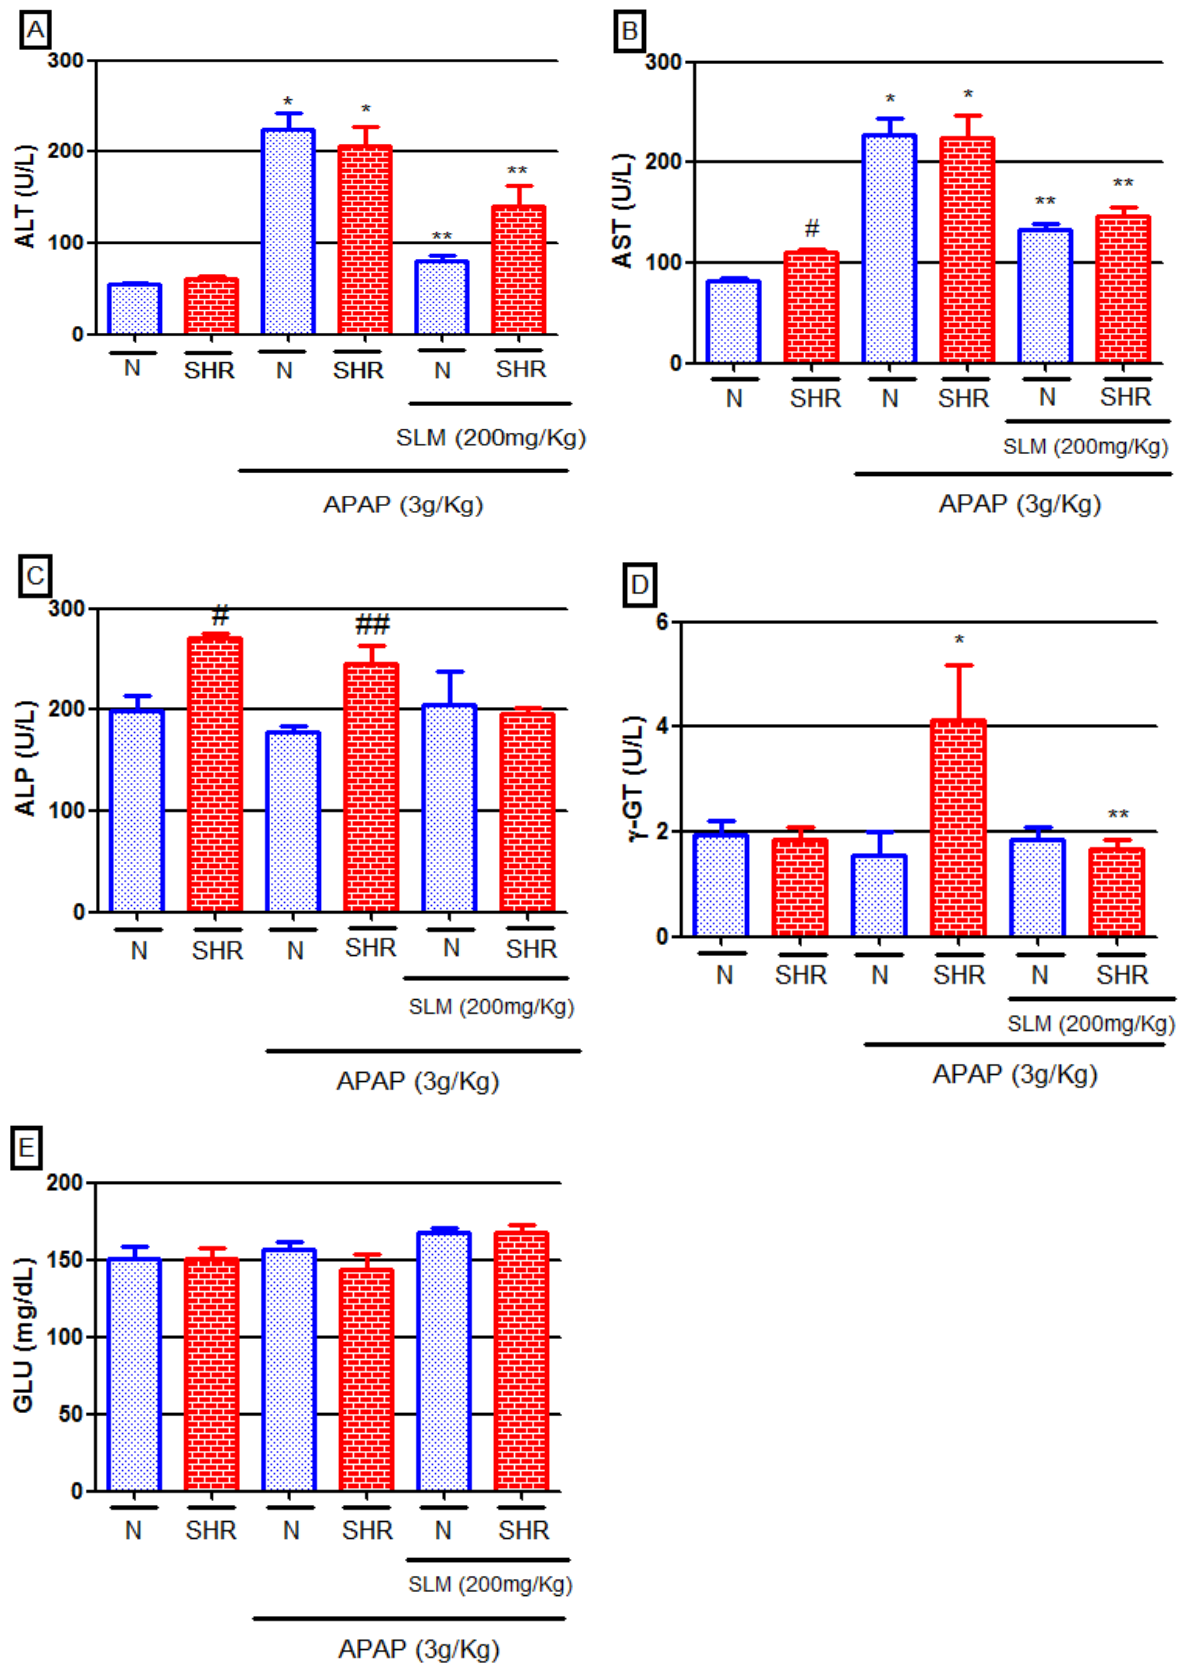 A
300
200
100
0
ALT (U/L)
* * ** **
N SHR N SHR N SHR
SLM (200mg/Kg)
APAP (3g/Kg)
B
300
200
100
0
AST (U/L)
# * * ** **
N SHR N SHR N SHR
SLM (200mg/Kg)
APAP (3g/Kg)
C
300
200
100
0
ALP (U/L)
# ##
N SHR N SHR N SHR
SLM (200mg/Kg)
APAP (3g/Kg)
D
6
4
2
0
γ-GT (U/L)
* **
N SHR N SHR N SHR
SLM (200mg/Kg)
APAP (3g/Kg)
E
200
150
100
50
0
GLU (mg/dL)
N SHR N SHR N SHR
SLM (200mg/Kg)
APAP (3g/Kg)